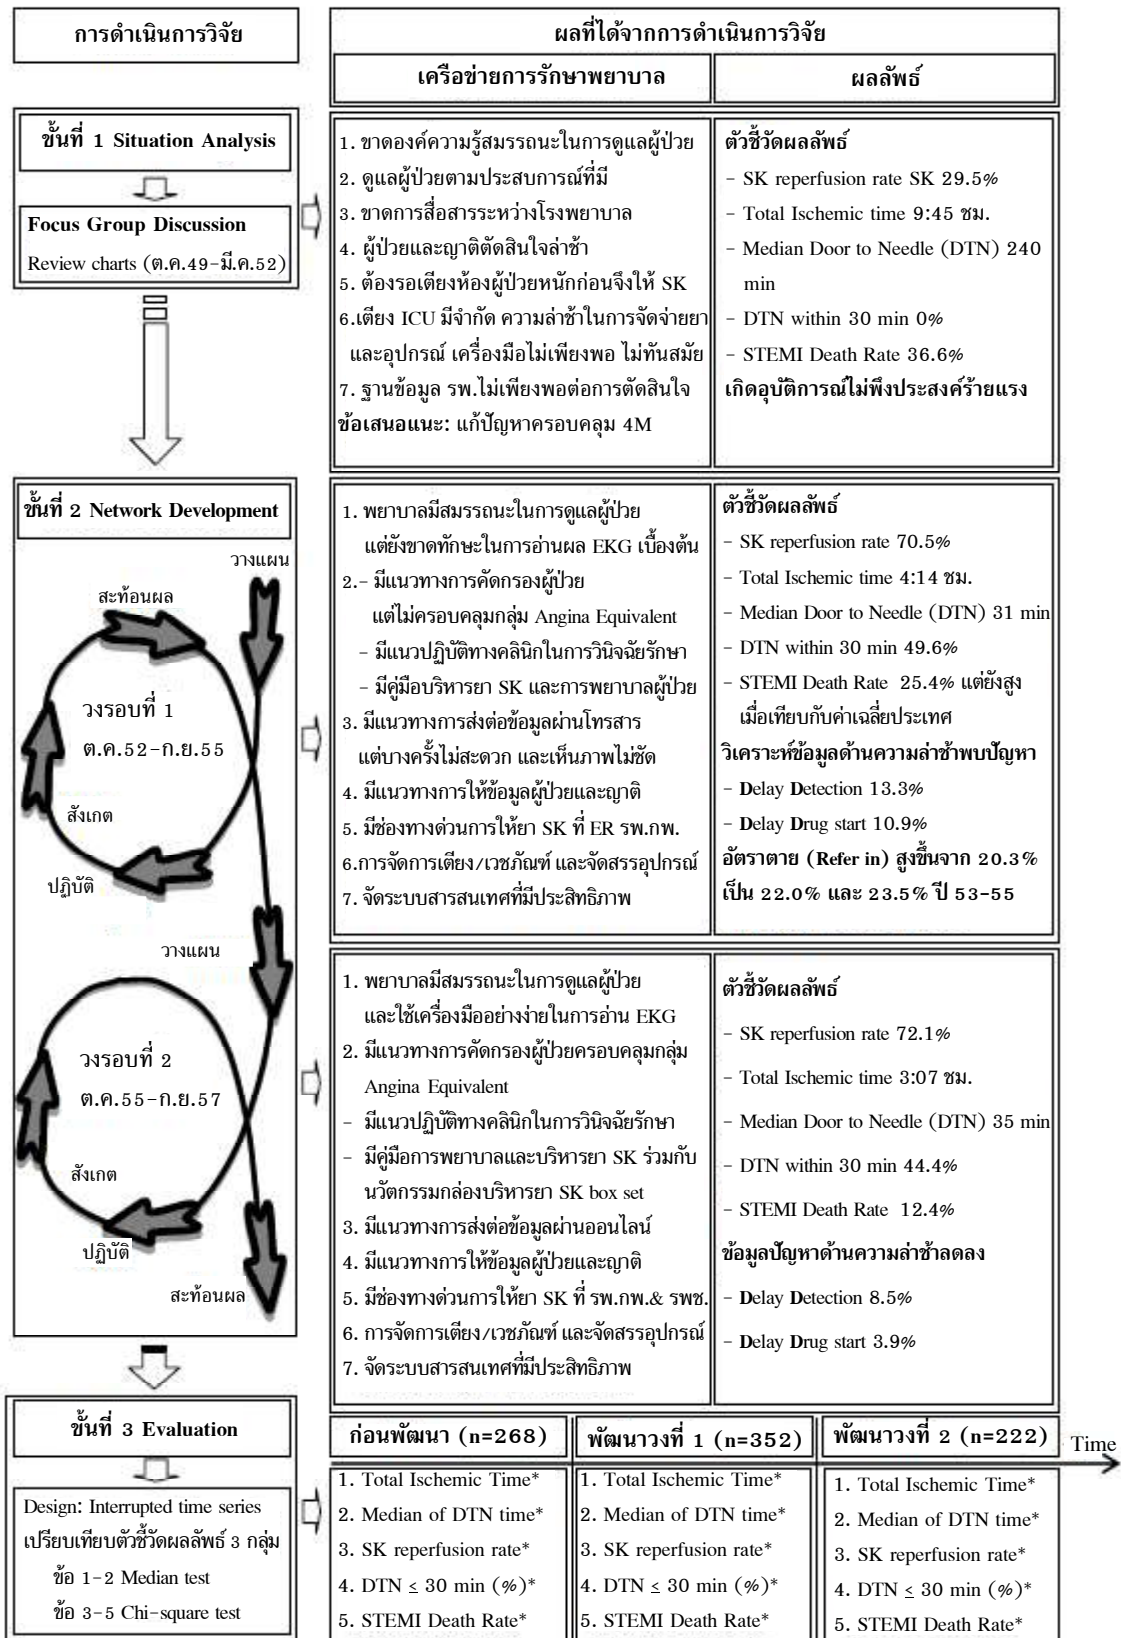 การดำเนินการวิจัย
ผลที่ได้จากการดำเนินการวิจัย
เครือข่ายการรักษาพยาบาล
ผลลัพธ์
ขั้นที่ 1 Situation Analysis
Focus Group Discussion
Review charts (ต.ค.49-มี.ค.52)
1. ขาดองค์ความรู้สมรรถนะในการดูแลผู้ป่วย
2. ดูแลผู้ป่วยตามประสบการณ์ที่มี
3. ขาดการสื่อสารระหว่างโรงพยาบาล
4. ผู้ป่วยและญาติตัดสินใจล่าช้า
5. ต้องรอเตียงห้องผู้ป่วยหนักก่อนจึงให้ SK
6.เตียง ICU มีจำกัด ความล่าช้าในการจัดจ่ายยา
และอุปกรณ์ เครื่องมือไม่เพียงพอ ไม่ทันสมัย
7. ฐานข้อมูล รพ.ไม่เพียงพอต่อการตัดสินใจ
ข้อเสนอแนะ: แก้ปัญหาครอบคลุม 4M
ตัวชี้วัดผลลัพธ์
- SK reperfusion rate SK 29.5%
- Total Ischemic time 9:45 ชม.
- Median Door to Needle (DTN) 240
min
- DTN within 30 min 0%
- STEMI Death Rate 36.6%
เกิดอุบัติการณ์ไม่พึงประสงค์ร้ายแรง
ขั้นที่ 2 Network Development
วางแผน
สะท้อนผล
วงรอบที่ 1
ต.ค.52-ก.ย.55
สังเกต
ปฏิบัติ
วางแผน
วงรอบที่ 2
ต.ค.55-ก.ย.57
สังเกต
ปฏิบัติ
สะท้อนผล
1. พยาบาลมีสมรรถนะในการดูแลผู้ป่วย
แต่ยังขาดทักษะในการอ่านผล EKG เบื้องต้น
2.- มีแนวทางการคัดกรองผู้ป่วย
แต่ไม่ครอบคลุมกลุ่ม Angina Equivalent
- มีแนวปฏิบัติทางคลินิกในการวินิจฉัยรักษา
- มีคู่มือบริหารยา SK และการพยาบาลผู้ป่วย
3. มีแนวทางการส่งต่อข้อมูลผ่านโทรสาร
แต่บางครั้งไม่สะดวก และเห็นภาพไม่ชัด
4. มีแนวทางการให้ข้อมูลผู้ป่วยและญาติ
5. มีช่องทางด่วนการให้ยา SK ที่ ER รพ.กพ.
6.การจัดการเตียง/เวชภัณฑ์ และจัดสรรอุปกรณ์
7. จัดระบบสารสนเทศที่มีประสิทธิภาพ
ตัวชี้วัดผลลัพธ์
- SK reperfusion rate 70.5%
- Total Ischemic time 4:14 ชม.
- Median Door to Needle (DTN) 31 min
- DTN within 30 min 49.6%
- STEMI Death Rate 25.4% แต่ยังสูง
เมื่อเทียบกับค่าเฉลี่ยประเทศ
วิเคราะห์ข้อมูลด้านความล่าช้าพบปัญหา
- Delay Detection 13.3%
- Delay Drug start 10.9%
อัตราตาย (Refer in) สูงขึ้นจาก 20.3%
เป็น 22.0% และ 23.5% ปี 53-55
1. พยาบาลมีสมรรถนะในการดูแลผู้ป่วย
และใช้เครื่องมืออย่างง่ายในการอ่าน EKG
2. มีแนวทางการคัดกรองผู้ป่วยครอบคลุมกลุ่ม
Angina Equivalent
- มีแนวปฏิบัติทางคลินิกในการวินิจฉัยรักษา
- มีคู่มือการพยาบาลและบริหารยา SK ร่วมกับ
นวัตกรรมกล่องบริหารยา SK box set
3. มีแนวทางการส่งต่อข้อมูลผ่านออนไลน์
4. มีแนวทางการให้ข้อมูลผู้ป่วยและญาติ
5. มีช่องทางด่วนการให้ยา SK ที่ รพ.กพ.& รพช.
6. การจัดการเตียง/เวชภัณฑ์ และจัดสรรอุปกรณ์
7. จัดระบบสารสนเทศที่มีประสิทธิภาพ
ตัวชี้วัดผลลัพธ์
- SK reperfusion rate 72.1%
- Total Ischemic time 3:07 ชม.
- Median Door to Needle (DTN) 35 min
- DTN within 30 min 44.4%
- STEMI Death Rate 12.4%
ข้อมูลปัญหาด้านความล่าช้าลดลง
- Delay Detection 8.5%
- Delay Drug start 3.9%
ขั้นที่ 3 Evaluation
Design: Interrupted time series
เปรียบเทียบตัวชี้วัดผลลัพธ์ 3 กลุ่ม
ข้อ 1-2 Median test
ข้อ 3-5 Chi-square test
ก่อนพัฒนา (n=268)
1. Total Ischemic Time*
2. Median of DTN time*
3. SK reperfusion rate*
4. DTN ≤ 30 min (%)*
5. STEMI Death Rate*
พัฒนาวงที่ 1 (n=352)
1. Total Ischemic Time*
2. Median of DTN time*
3. SK reperfusion rate*
4. DTN ≤ 30 min (%)*
5. STEMI Death Rate*
พัฒนาวงที่ 2 (n=222)
1. Total Ischemic Time*
2. Median of DTN time*
3. SK reperfusion rate*
4. DTN ≤ 30 min (%)*
5. STEMI Death Rate*
Time